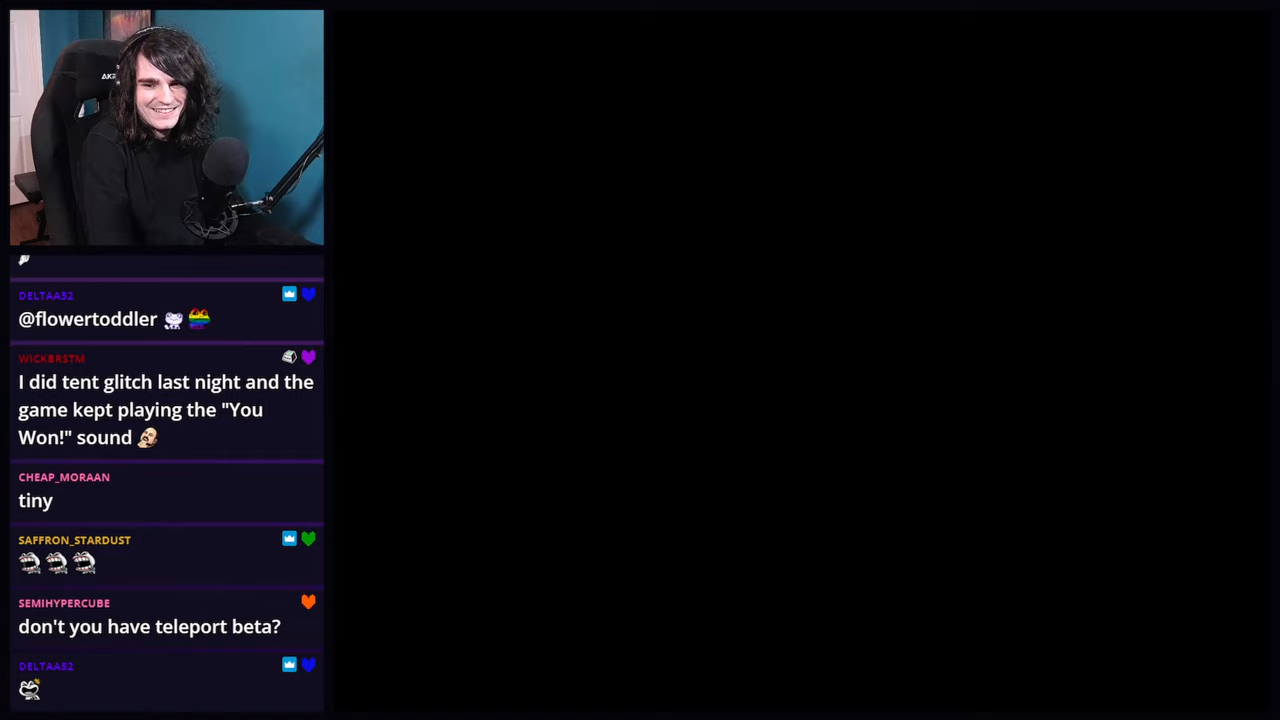 DELTAA52
@flowertoddler
WICKBRSTM
I did tent glitch last night and the
game kept playing the "You
Won!" sound
CHEAP_MORAAN
tiny
SAFFRON_STARDUST
SEMIHYPERCUBE
don't you have teleport beta?
DELTAA52